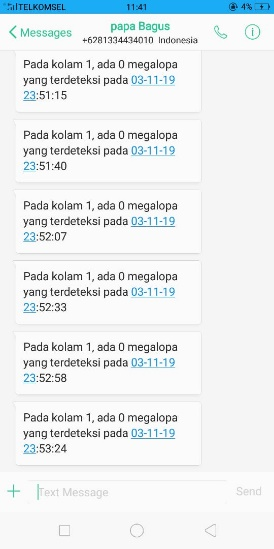 TELKOMSEL 11:41 4%
Messages
papa Bagus
+6281334434010 Indonesia
Pada kolam 1, ada 0 megalopa
yang terdeteksi pada 03-11-19
23:51:15
Pada kolam 1, ada 0 megalopa
yang terdeteksi pada 03-11-19
23:51:40
Pada kolam 1, ada 0 megalopa
yang terdeteksi pada 03-11-19
23:52:07
Pada kolam 1, ada 0 megalopa
yang terdeteksi pada 03-11-19
23:52:33
Pada kolam 1, ada 0 megalopa
yang terdeteksi pada 03-11-19
23:52:58
Pada kolam 1, ada 0 megalopa
yang terdeteksi pada 03-11-19
23:53:24
Text Message Send